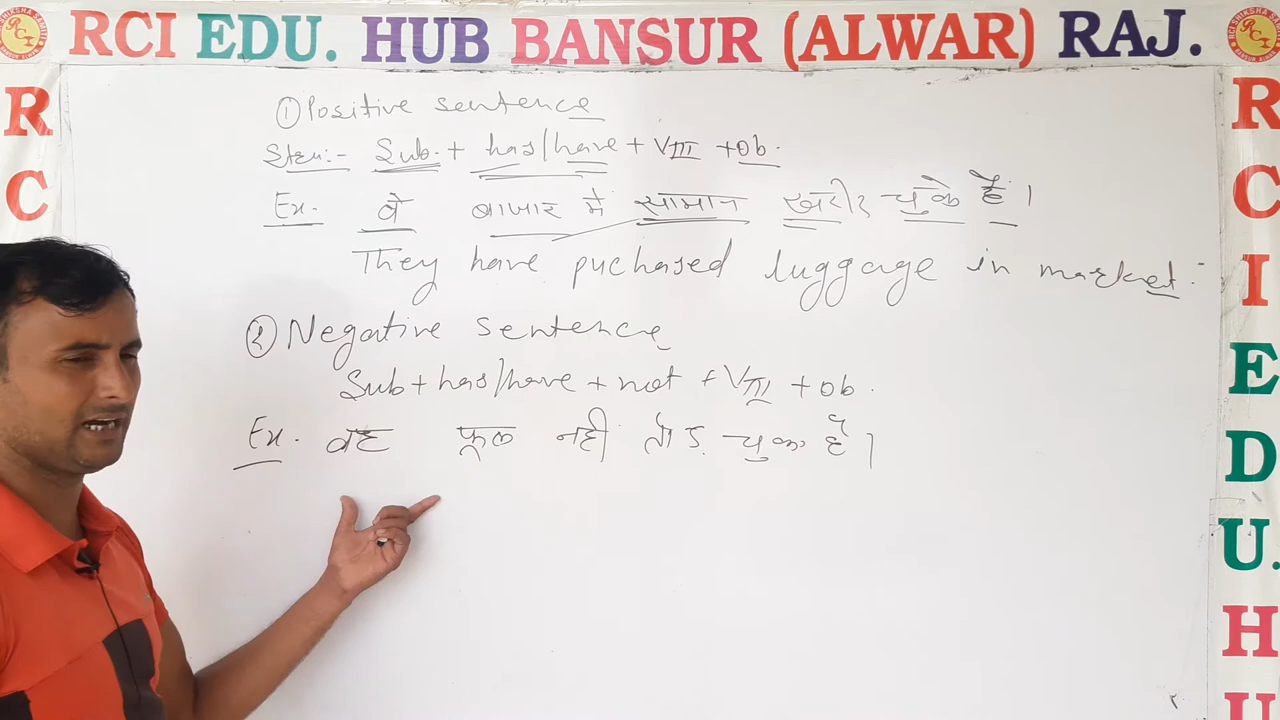 RCI EDU. HUB BANSUR (ALWAR) RAJ.
① Positive sentence
Stru:- Sub. + has/have + VIII + ob.
Ex. वे बाजार में सामान खरीद चुके हैं।
They have puchased luggage in market.
② Negative sentence
Sub + has/have + not + VIII + ob.
Ex. वह फूल नही तोड़ चुका है।
R
C
R
C
I
E
D
U.
H
U